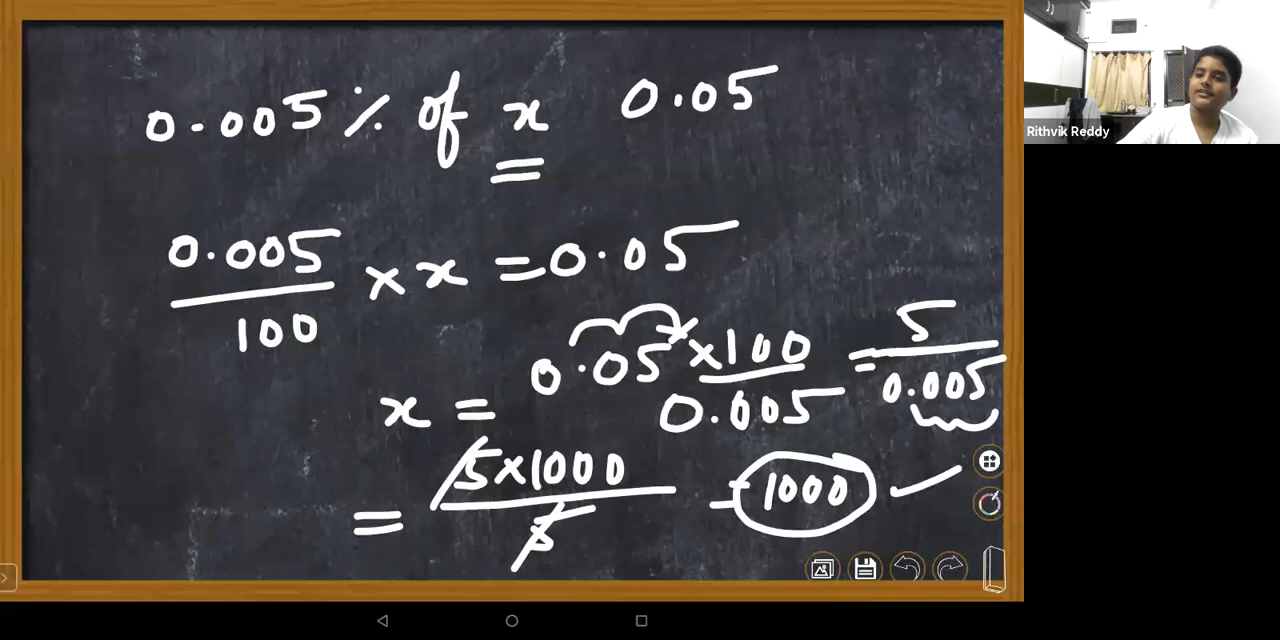 0.005% of x 0.05
0.005/100 × x = 0.05
x = 0.05 × 100/0.005 = 5/0.005
= 5×1000/5 = 1000 ✓
Rithvik Reddy